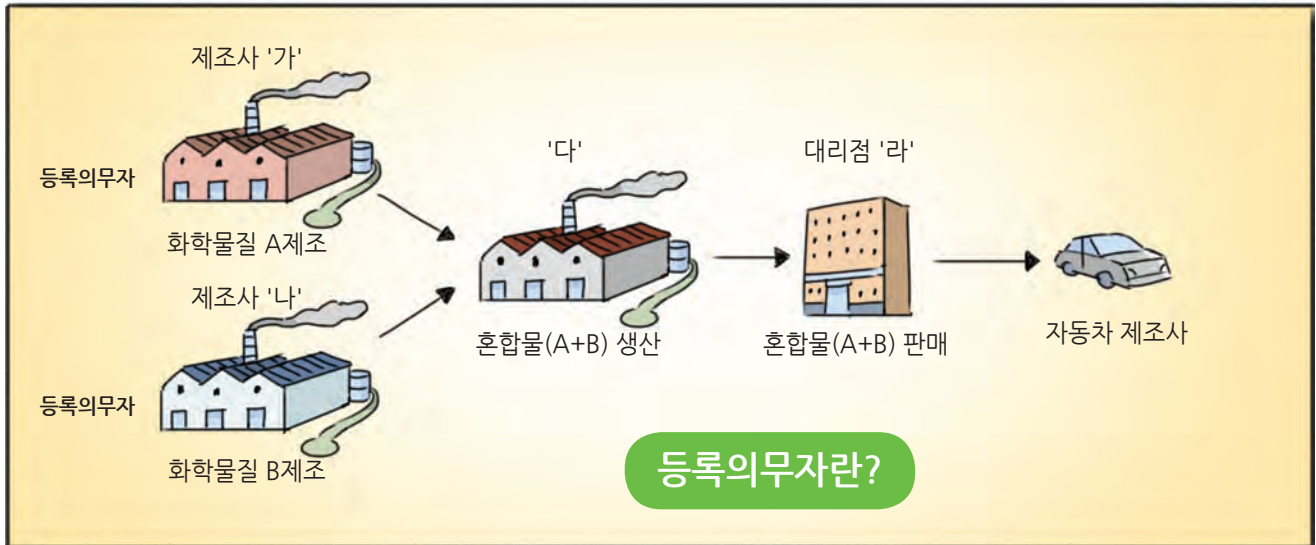 제조사 '가'
등록의무자
화학물질 A제조
제조사 '나'
등록의무자
화학물질 B제조
'다'
혼합물(A+B) 생산
대리점 '라'
혼합물(A+B) 판매
자동차 제조사
등록의무자란?